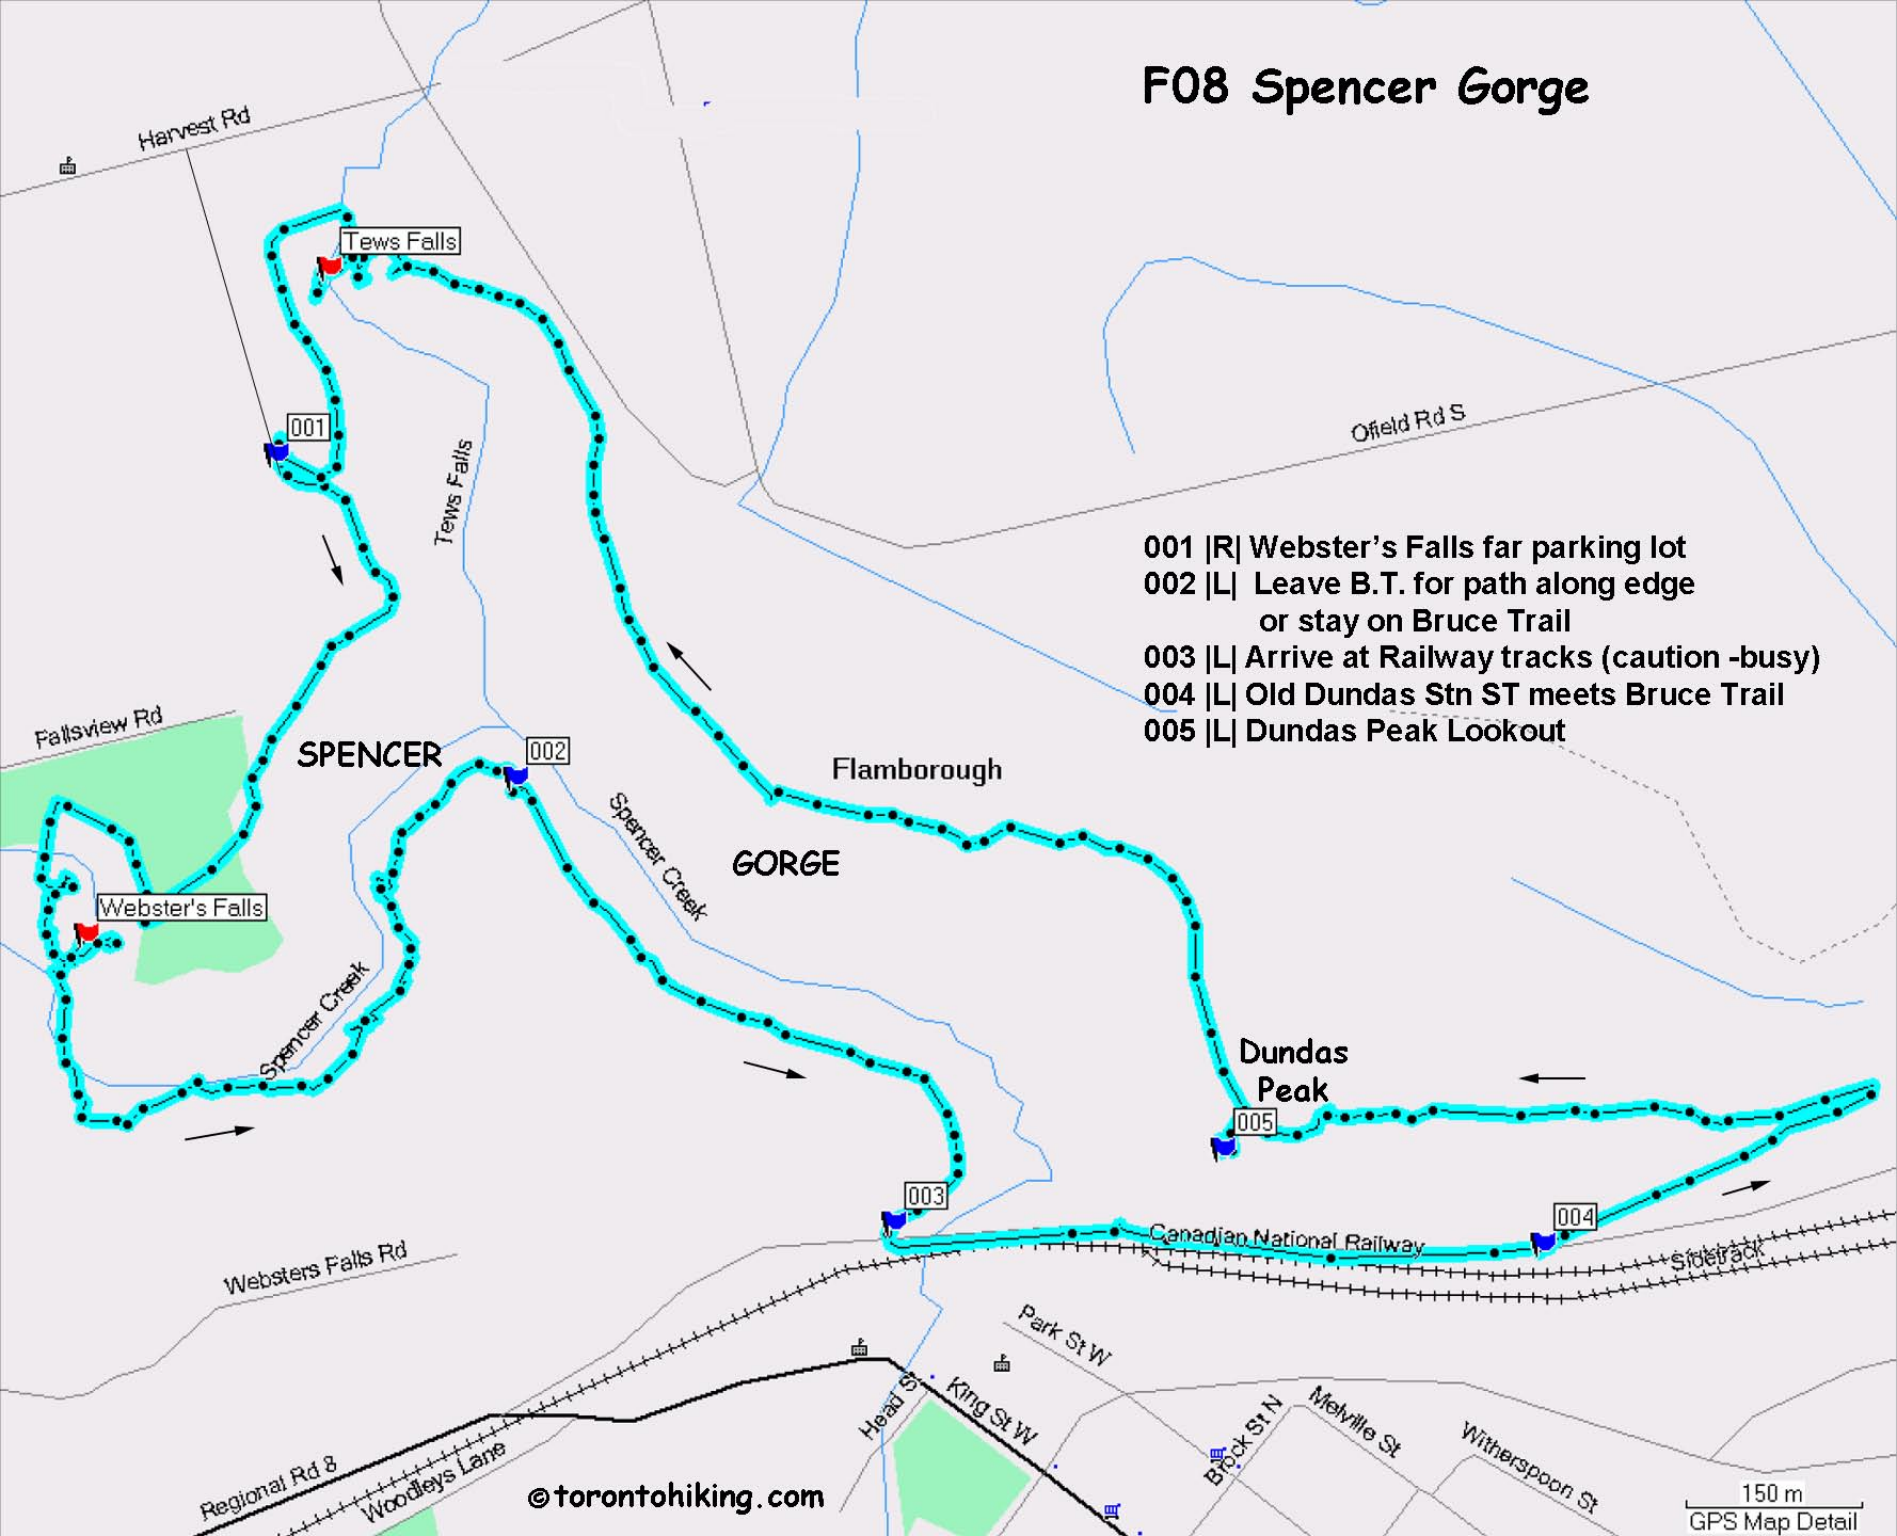 F08 Spencer Gorge
Harvest Rd
Tews Falls
001
Tews Falls
Ofield Rd S
001 |R| Webster's Falls far parking lot
002 |L| Leave B.T. for path along edge
or stay on Bruce Trail
003 |L| Arrive at Railway tracks (caution -busy)
004 |L| Old Dundas Stn ST meets Bruce Trail
005 |L| Dundas Peak Lookout
Fallsview Rd
SPENCER
002
Flamborough
Spencer Creek
GORGE
Webster's Falls
Spencer Creek
Dundas
Peak
005
003
004
Canadian National Railway
Sidetrack
Websters Falls Rd
Park St W
Head S
King St W
Brock St N
Melville St
Witherspoon St
Regional Rd 8
Woodleys Lane
©torontohiking.com
150 m
GPS Map Detail